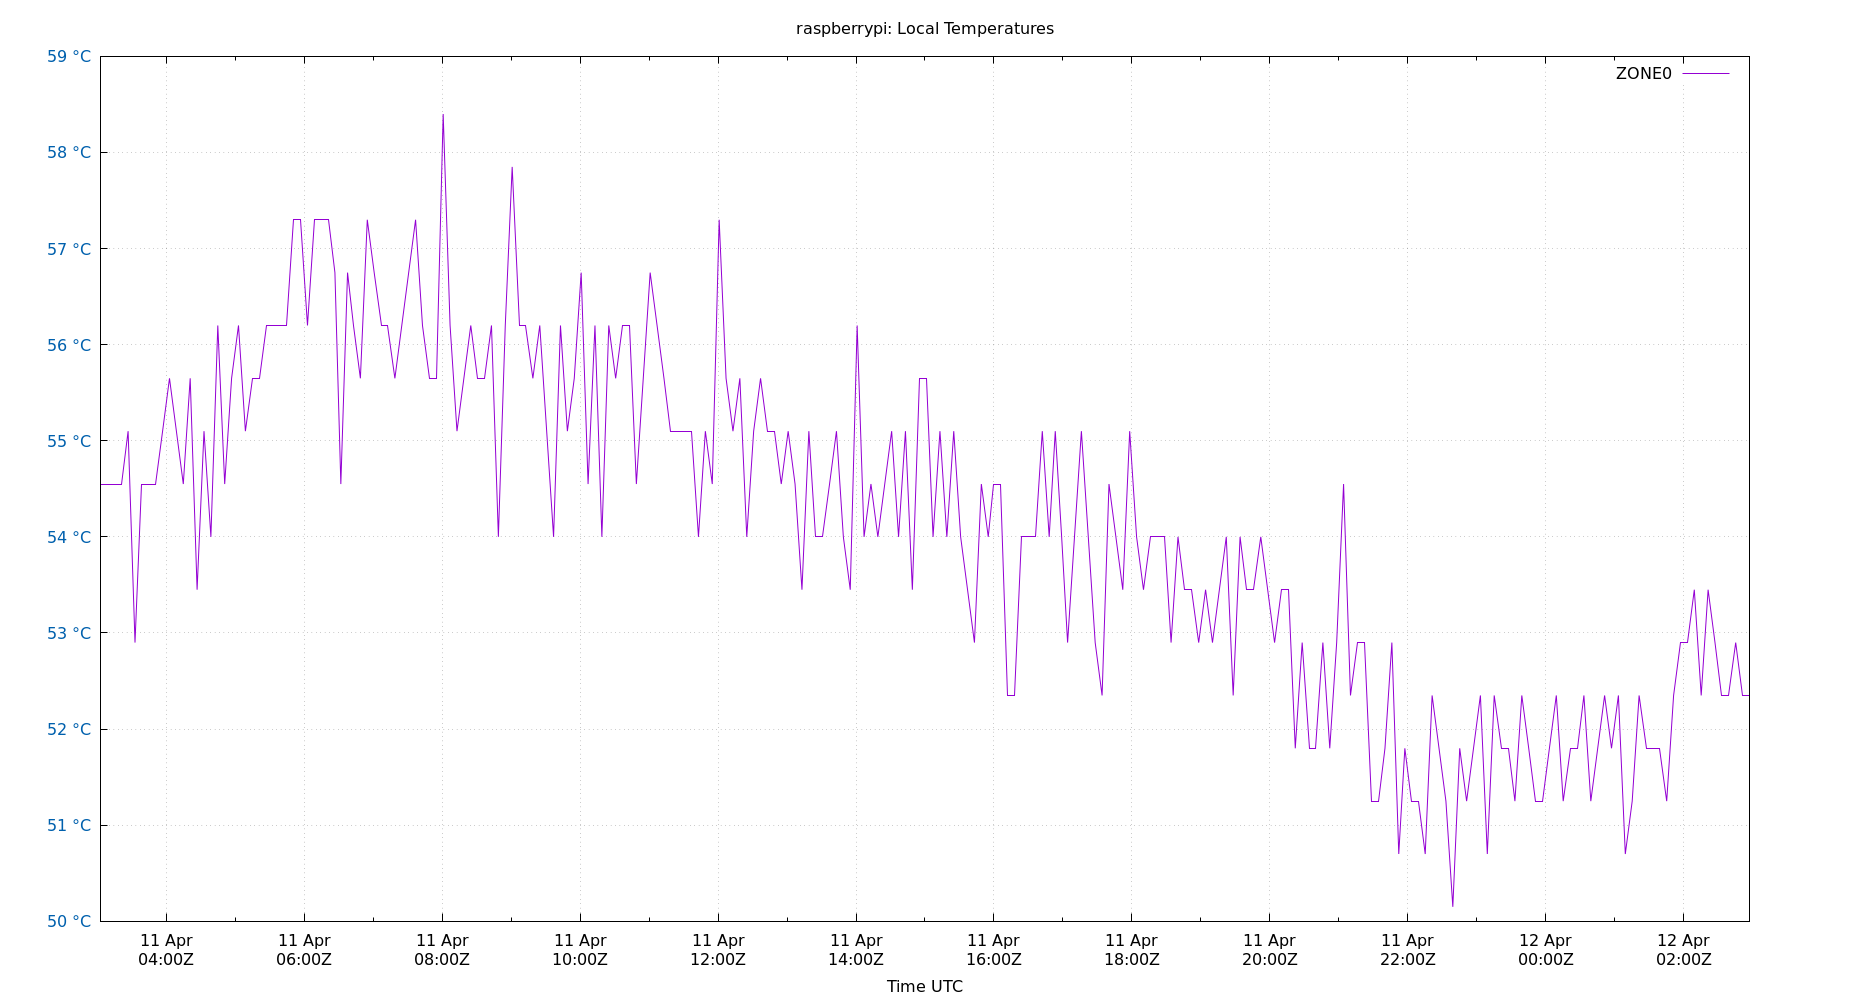 raspberrypi: Local Temperatures
ZONE0
59 °C
58 °C
57 °C
56 °C
55 °C
54 °C
53 °C
52 °C
51 °C
50 °C
11 Apr 11 Apr 11 Apr 11 Apr 11 Apr 11 Apr 11 Apr 11 Apr 11 Apr 11 Apr 12 Apr 12 Apr
04:00Z 06:00Z 08:00Z 10:00Z 12:00Z 14:00Z 16:00Z 18:00Z 20:00Z 22:00Z 00:00Z 02:00Z
Time UTC